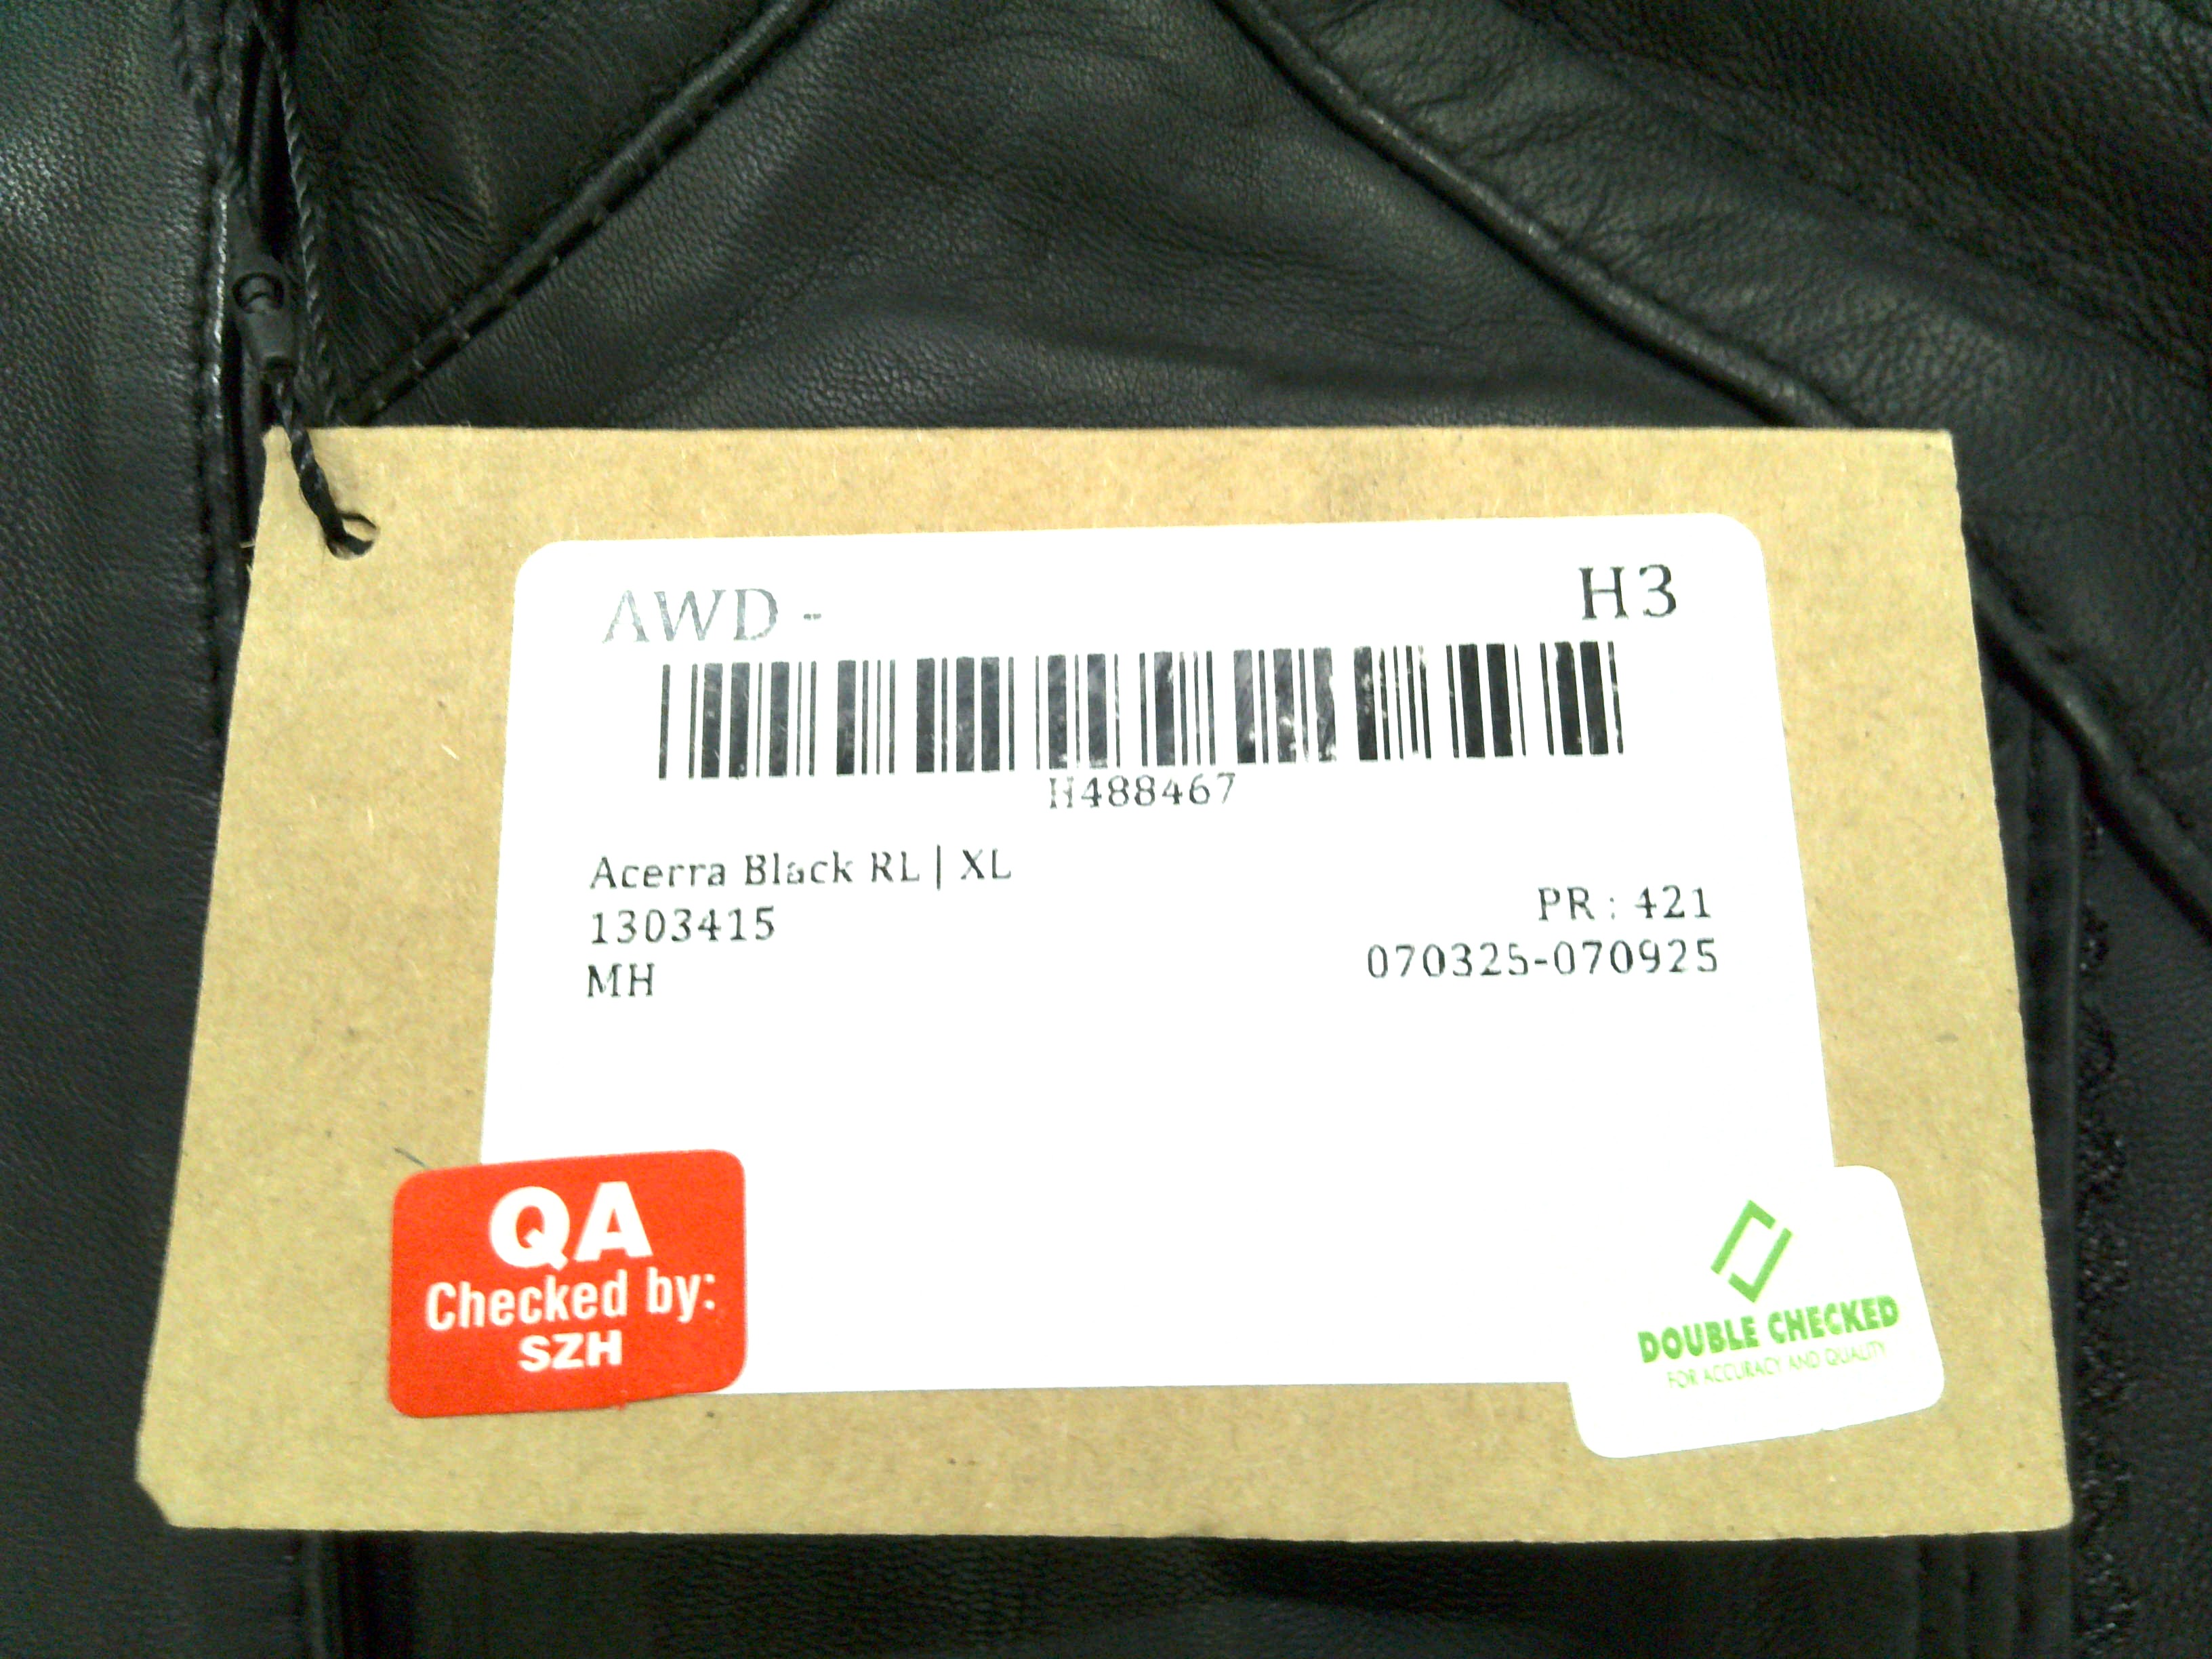 AWD - H3
H488467
Acerra Black RL | XL
1303415 PR : 421
MH 070325-070925
QA
Checked by:
SZH
DOUBLE CHECKED
FOR ACCURACY AND QUALITY